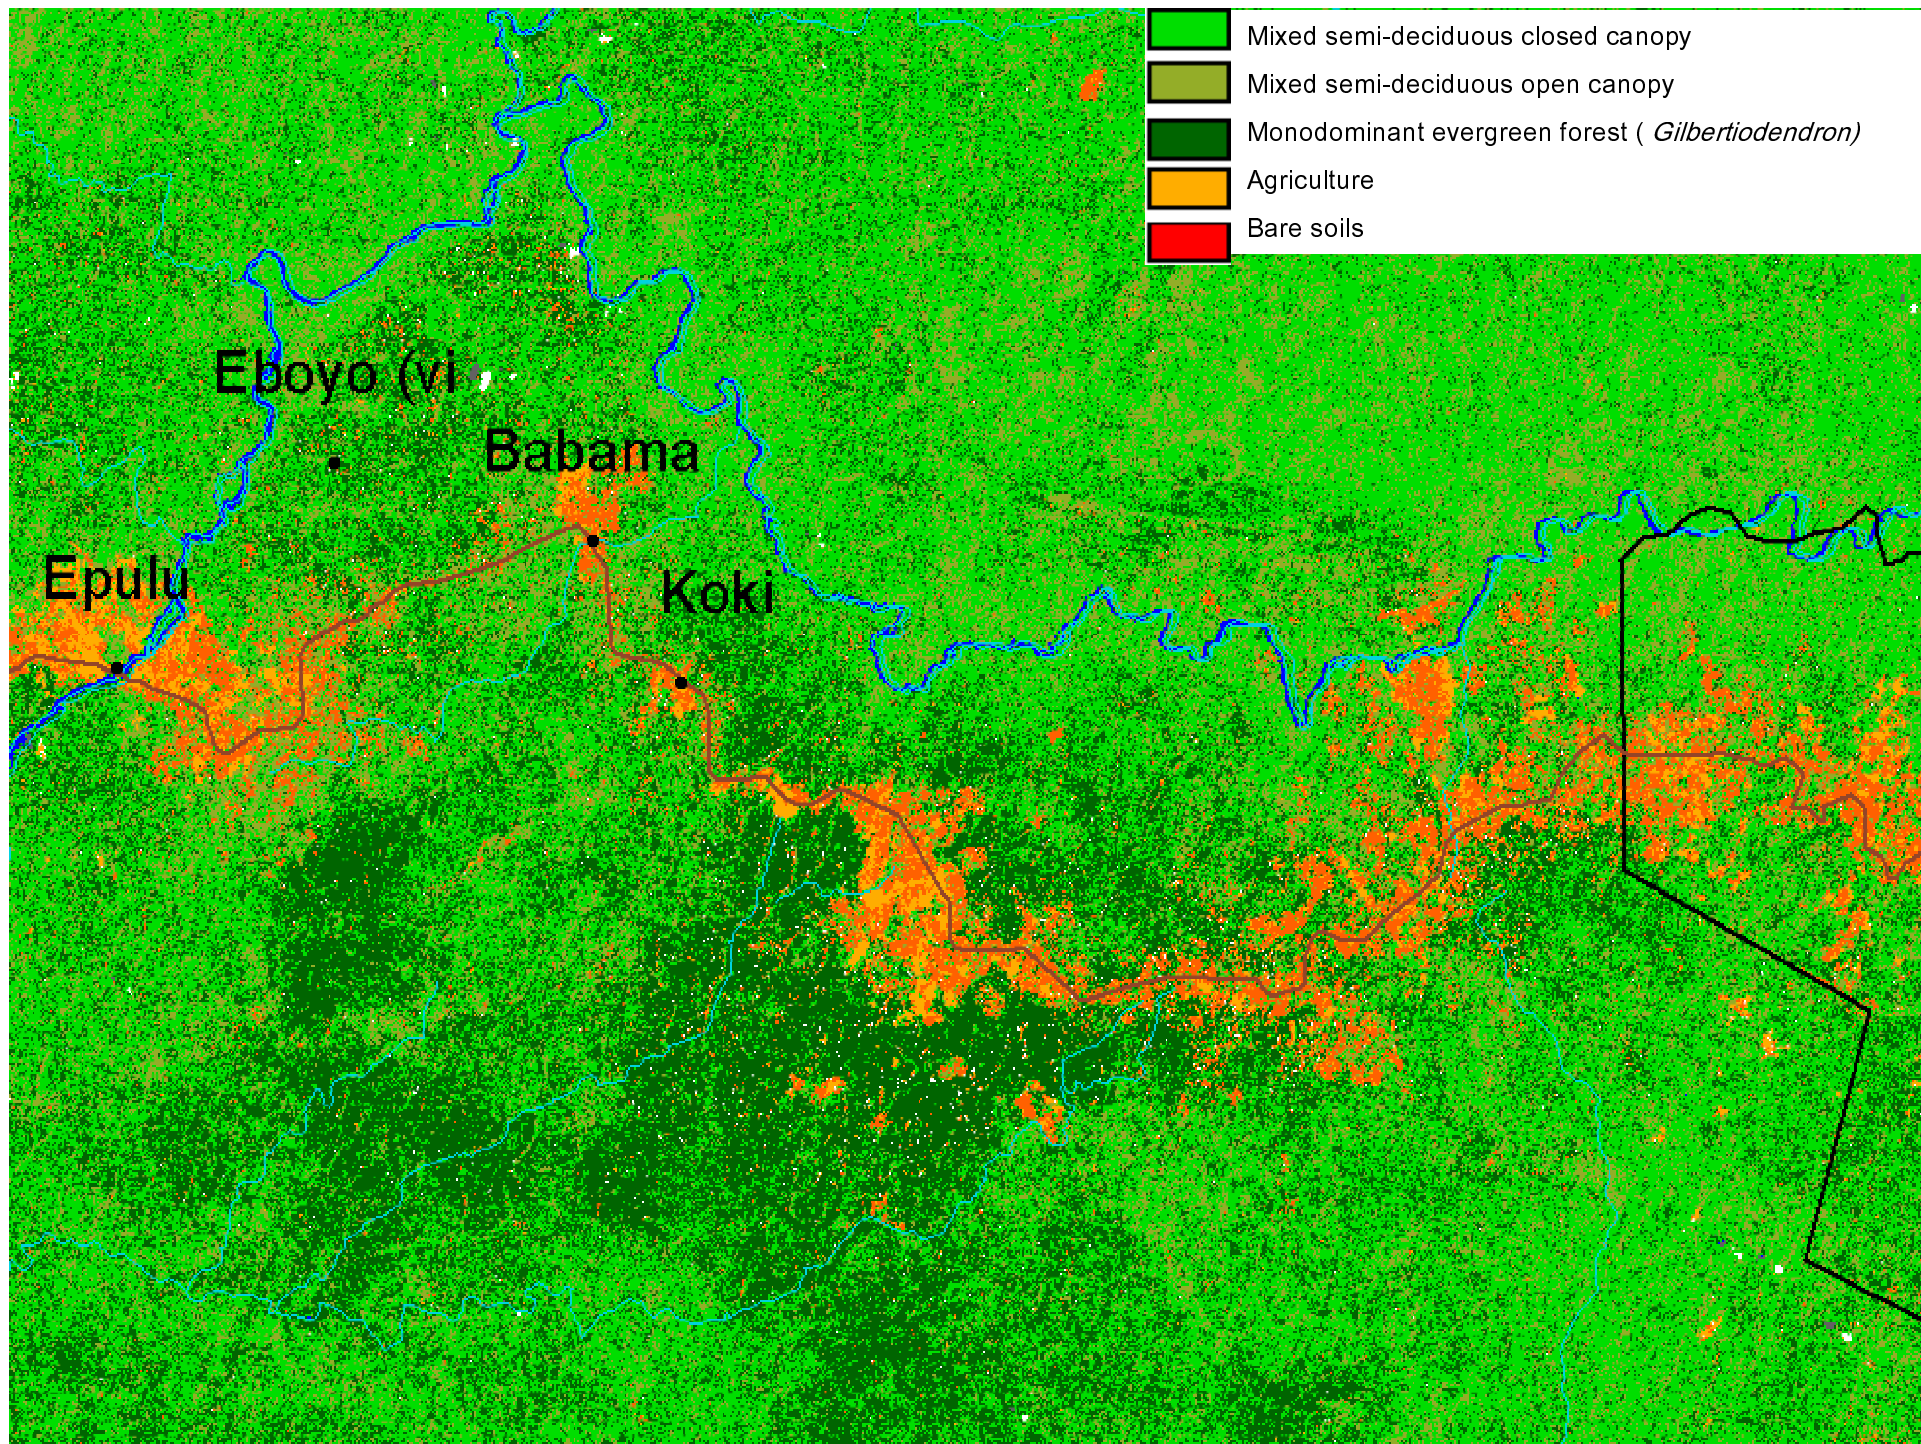 Mixed semi-deciduous closed canopy
Mixed semi-deciduous open canopy
Monodominant evergreen forest ( Gilbertiodendron)
Agriculture
Bare soils
Eboyo (vi
Babama
Epulu
Koki